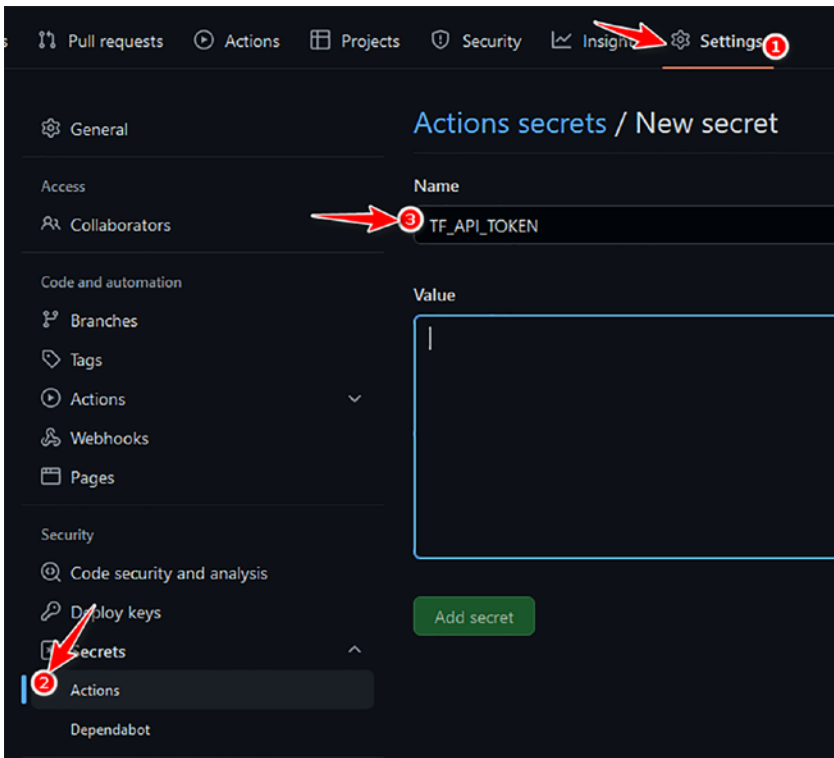 s Pull requests Actions Projects Security Insight Settings 1
General
Actions secrets / New secret
Access
Name
Collaborators
3 TF_API_TOKEN
Code and automation
Value
Branches
Tags
Actions
Webhooks
Pages
Security
Code security and analysis
Deploy keys
Add secret
Secrets
2 Actions
Dependabot